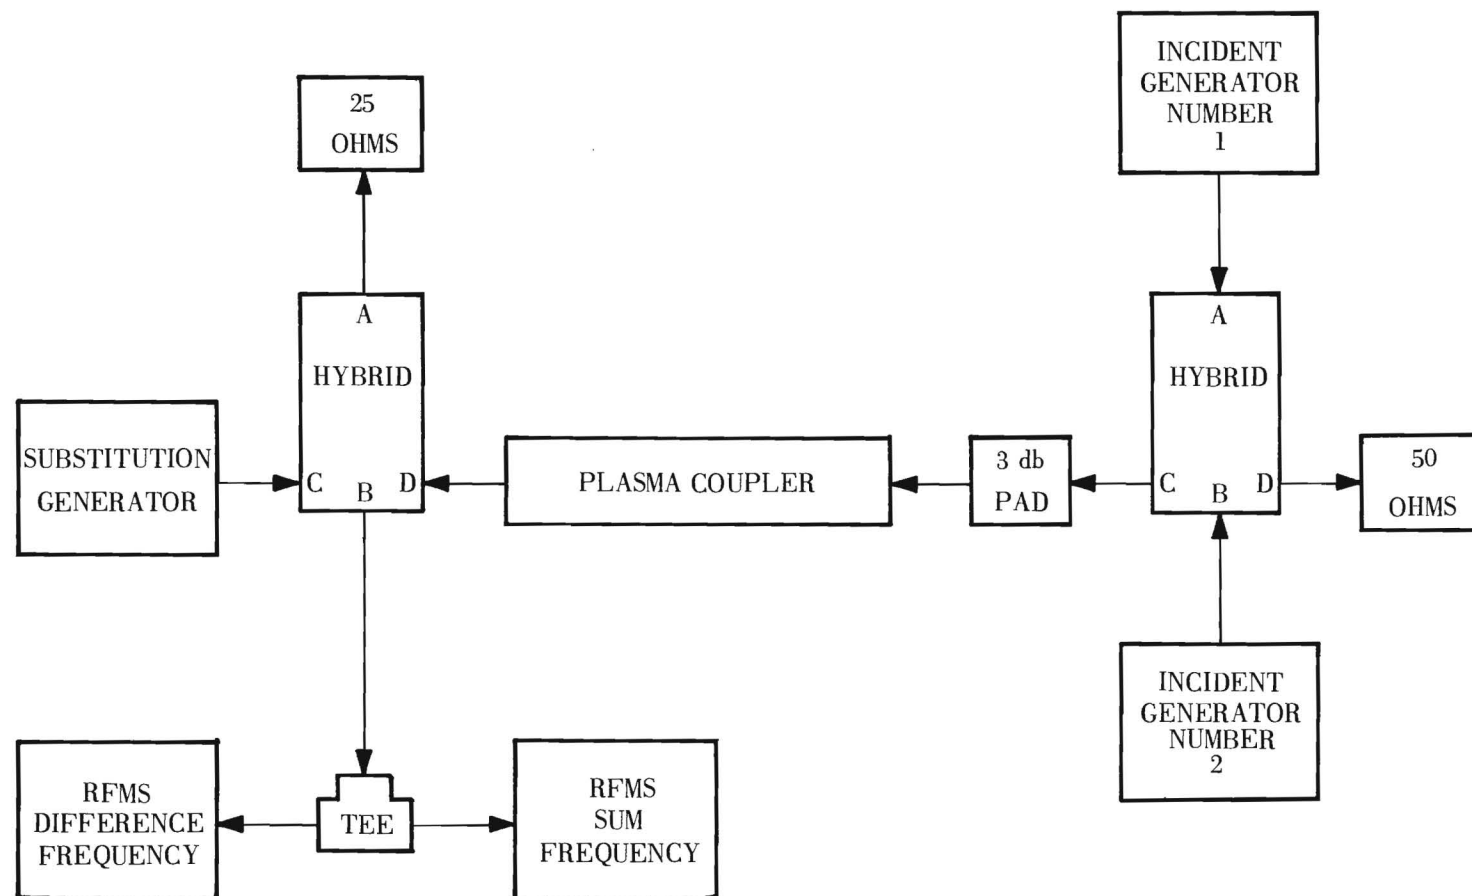 25
OHMS
INCIDENT
GENERATOR
NUMBER
1
A
HYBRID
C
B
D
SUBSTITUTION
GENERATOR
PLASMA COUPLER
3 db
PAD
A
HYBRID
C
B
D
50
OHMS
INCIDENT
GENERATOR
NUMBER
2
RFMS
DIFFERENCE
FREQUENCY
TEE
RFMS
SUM
FREQUENCY